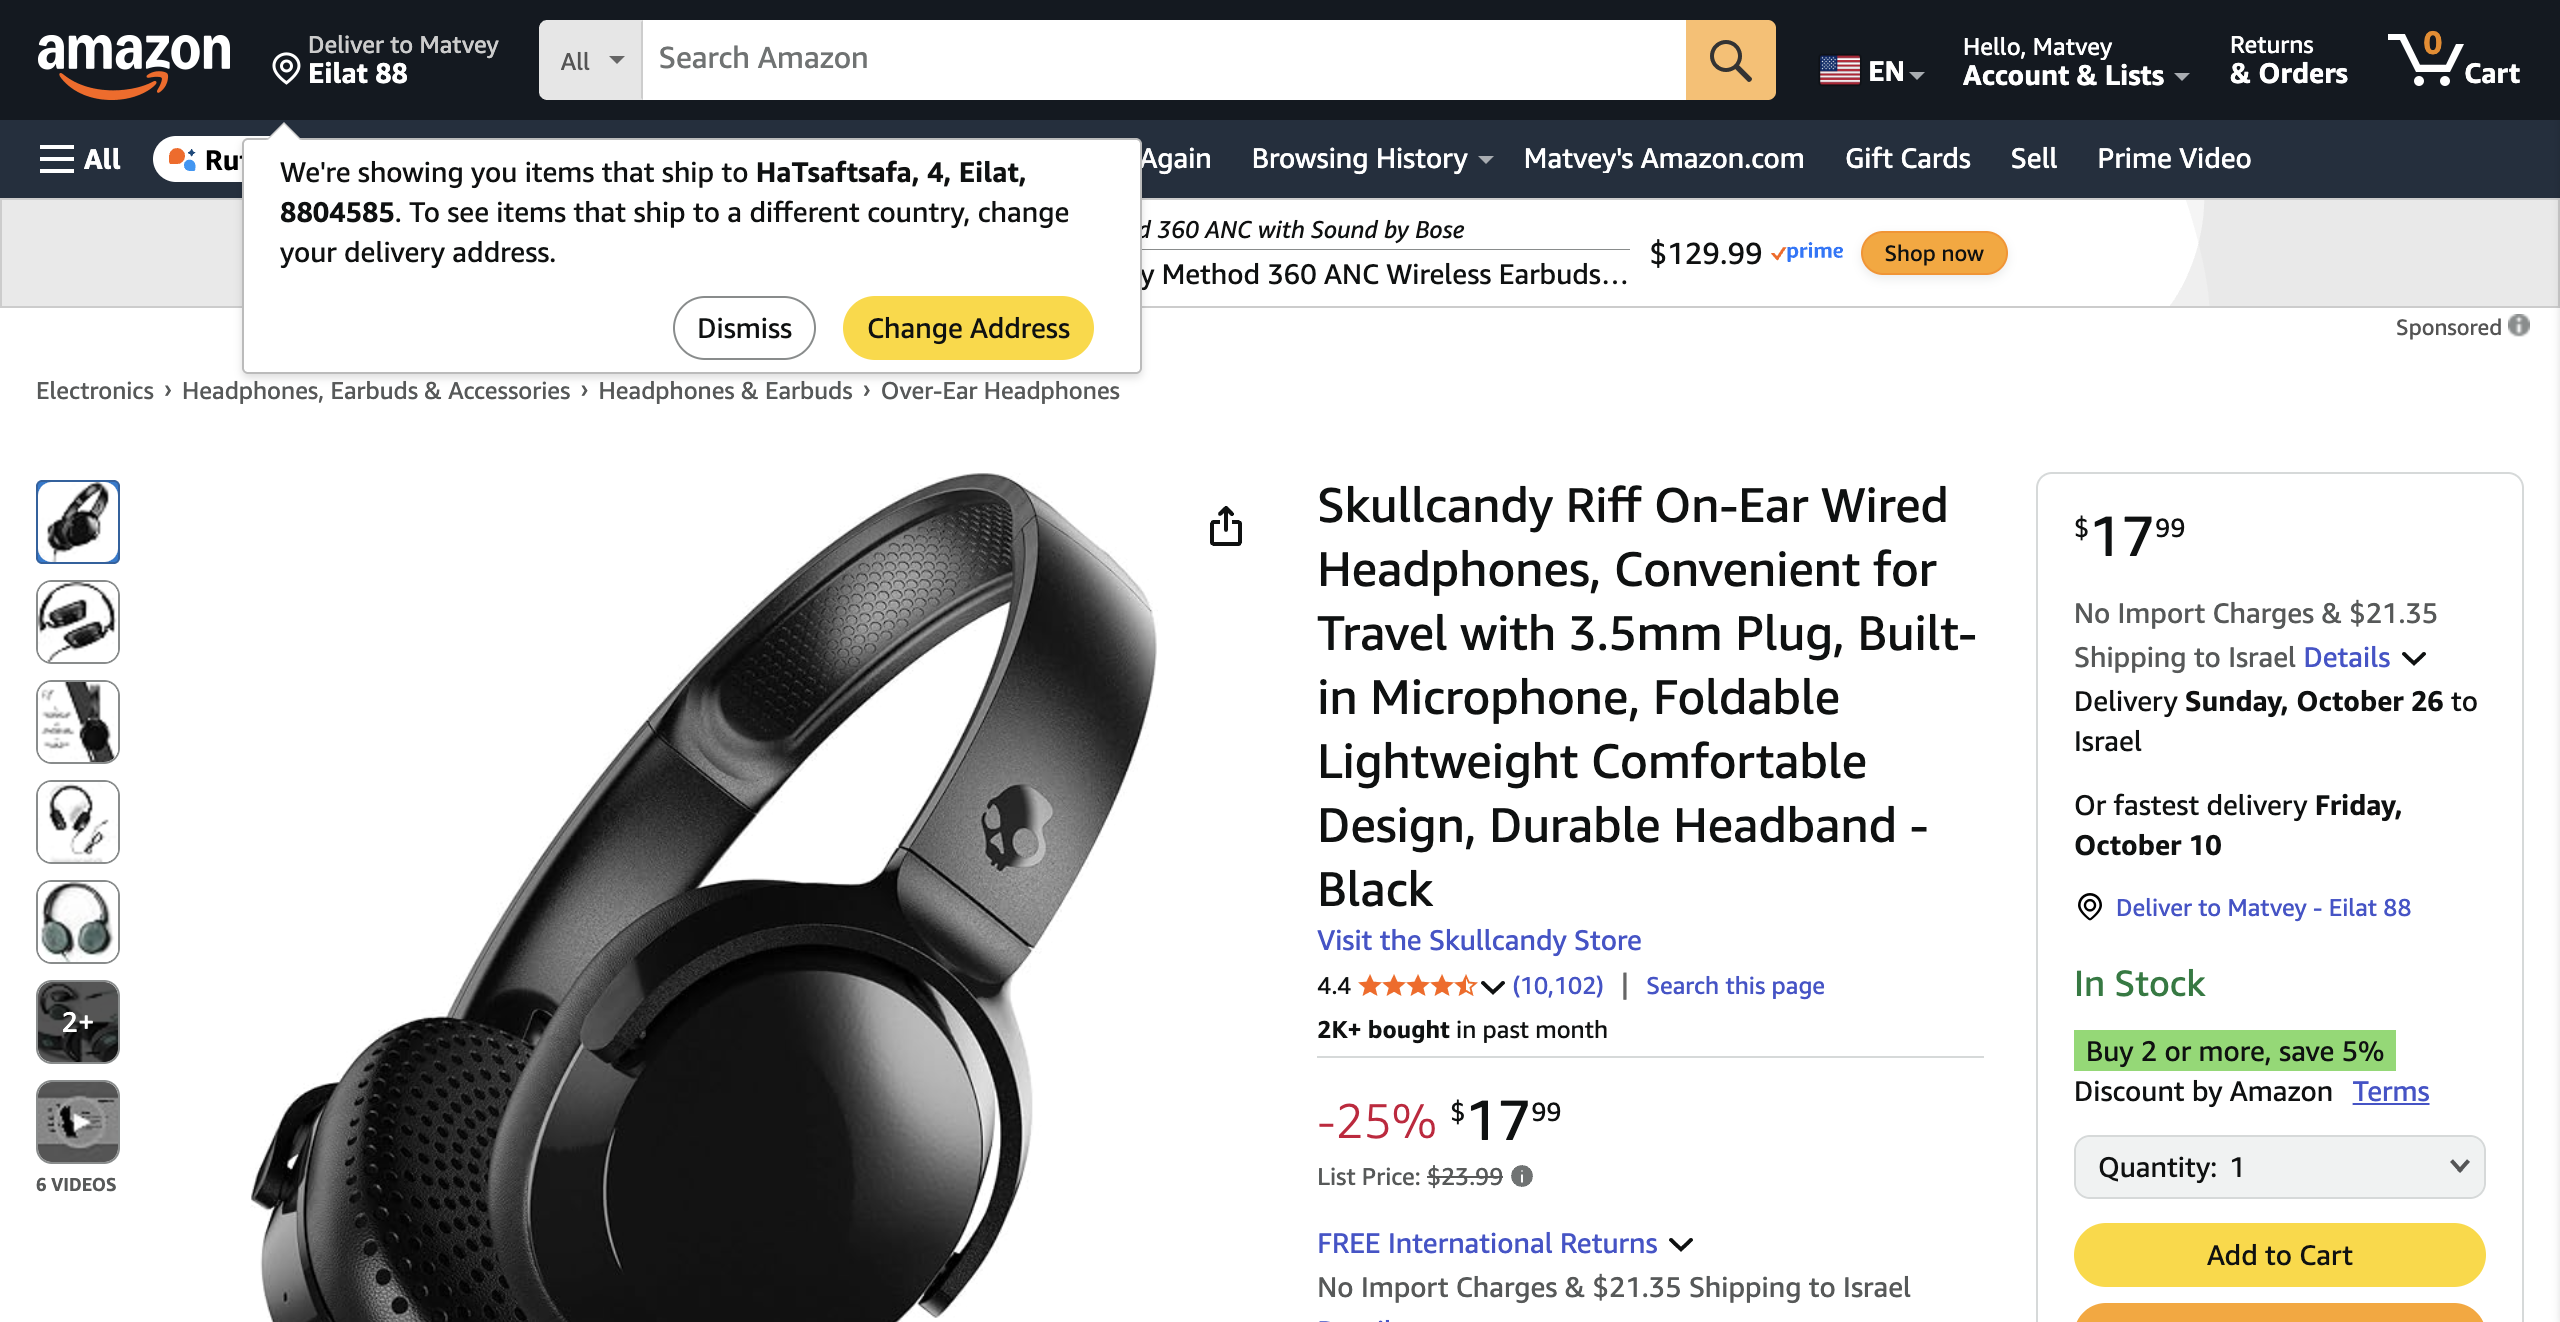 amazon
Deliver to Matvey
Eilat 88
All
Search Amazon
EN
Hello, Matvey
Account & Lists
Returns
& Orders
0
Cart
All
Again
Browsing History
Matvey's Amazon.com
Gift Cards
Sell
Prime Video
We're showing you items that ship to HaTsaftsafa, 4, Eilat,
8804585. To see items that ship to a different country, change
your delivery address.
Dismiss
Change Address
360 ANC with Sound by Bose
Method 360 ANC Wireless Earbuds...
$129.99
prime
Shop now
Sponsored
Electronics › Headphones, Earbuds & Accessories › Headphones & Earbuds › Over-Ear Headphones
2+
6 VIDEOS
Skullcandy Riff On-Ear Wired
Headphones, Convenient for
Travel with 3.5mm Plug, Built-
in Microphone, Foldable
Lightweight Comfortable
Design, Durable Headband -
Black
Visit the Skullcandy Store
4.4 (10,102) | Search this page
2K+ bought in past month
-25% $17 99
List Price: $23.99
FREE International Returns
No Import Charges & $21.35 Shipping to Israel
$17 99
No Import Charges & $21.35
Shipping to Israel Details
Delivery Sunday, October 26 to
Israel
Or fastest delivery Friday,
October 10
Deliver to Matvey - Eilat 88
In Stock
Buy 2 or more, save 5%
Discount by Amazon Terms
Quantity: 1
Add to Cart